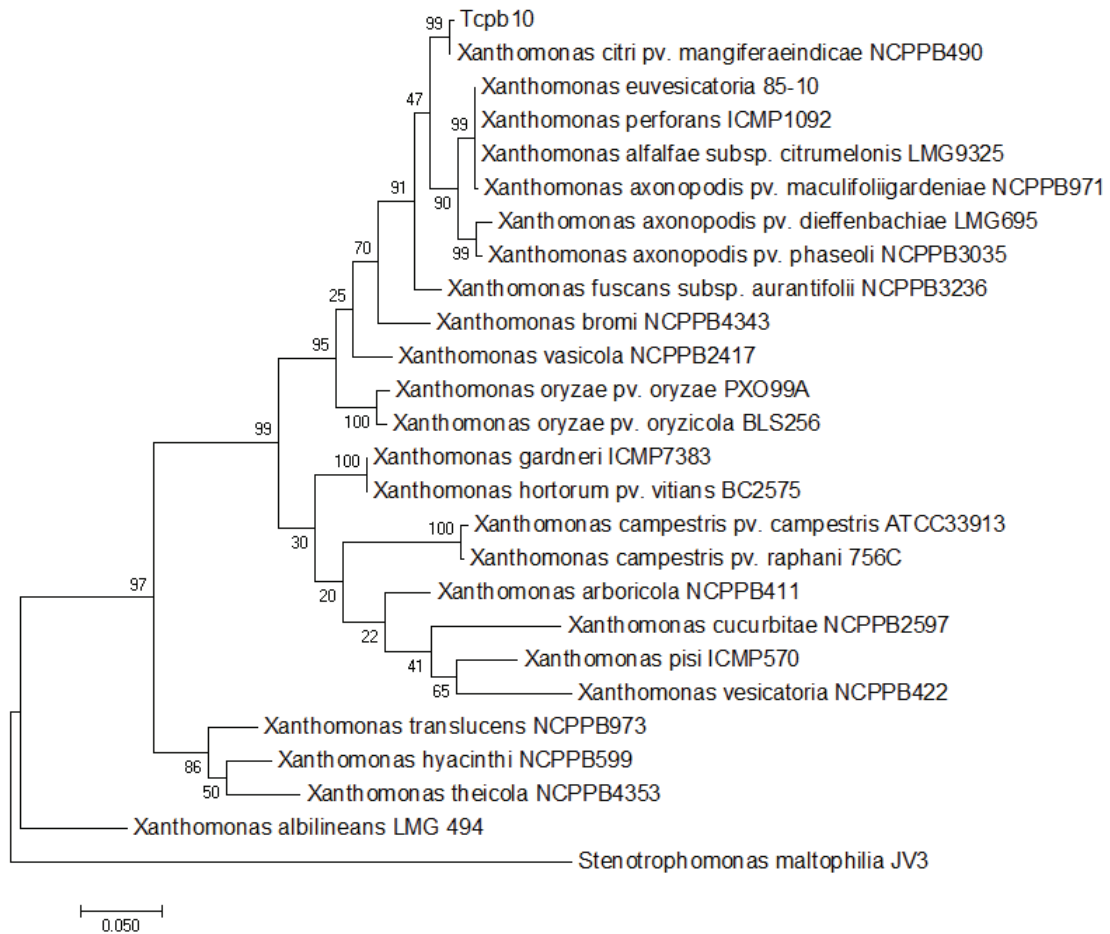 99
Tcpb10
Xanthomonas citri pv. mangiferaeindicae NCPPB490
Xanthomonas euvesicatoria 85-10
47
99
Xanthomonas perforans ICMP1092
Xanthomonas alfalfae subsp. citrumelonis LMG9325
91
90
Xanthomonas axonopodis pv. maculifoliigardeniae NCPPB971
Xanthomonas axonopodis pv. dieffenbachiae LMG695
70
99
Xanthomonas axonopodis pv. phaseoli NCPPB3035
25
Xanthomonas fuscans subsp. aurantifolii NCPPB3236
Xanthomonas bromi NCPPB4343
95
Xanthomonas vasicola NCPPB2417
Xanthomonas oryzae pv. oryzae PXO99A
99
100
Xanthomonas oryzae pv. oryzicola BLS256
100
Xanthomonas gardneri ICMP7383
Xanthomonas hortorum pv. vitians BC2575
30
100
Xanthomonas campestris pv. campestris ATCC33913
Xanthomonas campestris pv. raphani 756C
97
20
Xanthomonas arboricola NCPPB411
22
Xanthomonas cucurbitae NCPPB2597
41
Xanthomonas pisi ICMP570
65
Xanthomonas vesicatoria NCPPB422
Xanthomonas translucens NCPPB973
86
Xanthomonas hyacinthi NCPPB599
50
Xanthomonas theicola NCPPB4353
Xanthomonas albilineans LMG 494
Stenotrophomonas maltophilia JV3
0.050